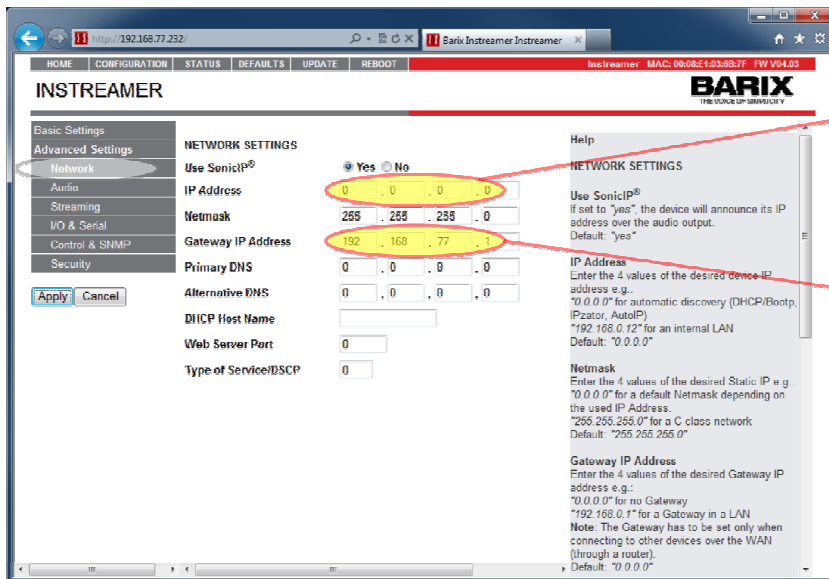 http://192.168.77.232/
Barix Instreamer Instreamer
HOME CONFIGURATION STATUS DEFAULTS UPDATE REBOOT
Instreamer MAC: 00:08:E1:03:6B:7F FW V04.03
INSTREAMER
BARIX
THE VOICE OF SIMPLICITY
Basic Settings
Advanced Settings
Network
Audio
Streaming
I/O & Serial
Control & SNMP
Security
Apply Cancel
NETWORK SETTINGS
Use SonicIP® Yes No
IP Address 0 . 0 . 0 . 0
Netmask 255 . 255 . 255 . 0
Gateway IP Address 192 . 168 . 77 . 1
Primary DNS 0 . 0 . 0 . 0
Alternative DNS 0 . 0 . 0 . 0
DHCP Host Name
Web Server Port 0
Type of Service/DSCP 0
Help
NETWORK SETTINGS
Use SonicIP®
If set to "yes", the device will announce its IP
address over the audio output.
Default: "yes"
IP Address
Enter the 4 values of the desired device IP
address e.g..
"0.0.0.0" for automatic discovery (DHCP/Bootp,
IPzator, AutoIP)
"192.168.0.12" for an internal LAN
Default: "0.0.0.0"
Netmask
Enter the 4 values of the desired Static IP e.g..
"0.0.0.0" for a default Netmask depending on
the used IP Address.
"255.255.255.0" for a C class network
Default: "255.255.255.0"
Gateway IP Address
Enter the 4 values of the desired Gateway IP
address e.g.:
"0.0.0.0" for no Gateway
"192.168.0.1" for a Gateway in a LAN
Note: The Gateway has to be set only when
connecting to other devices over the WAN
(through a router).
Default: "0.0.0.0"